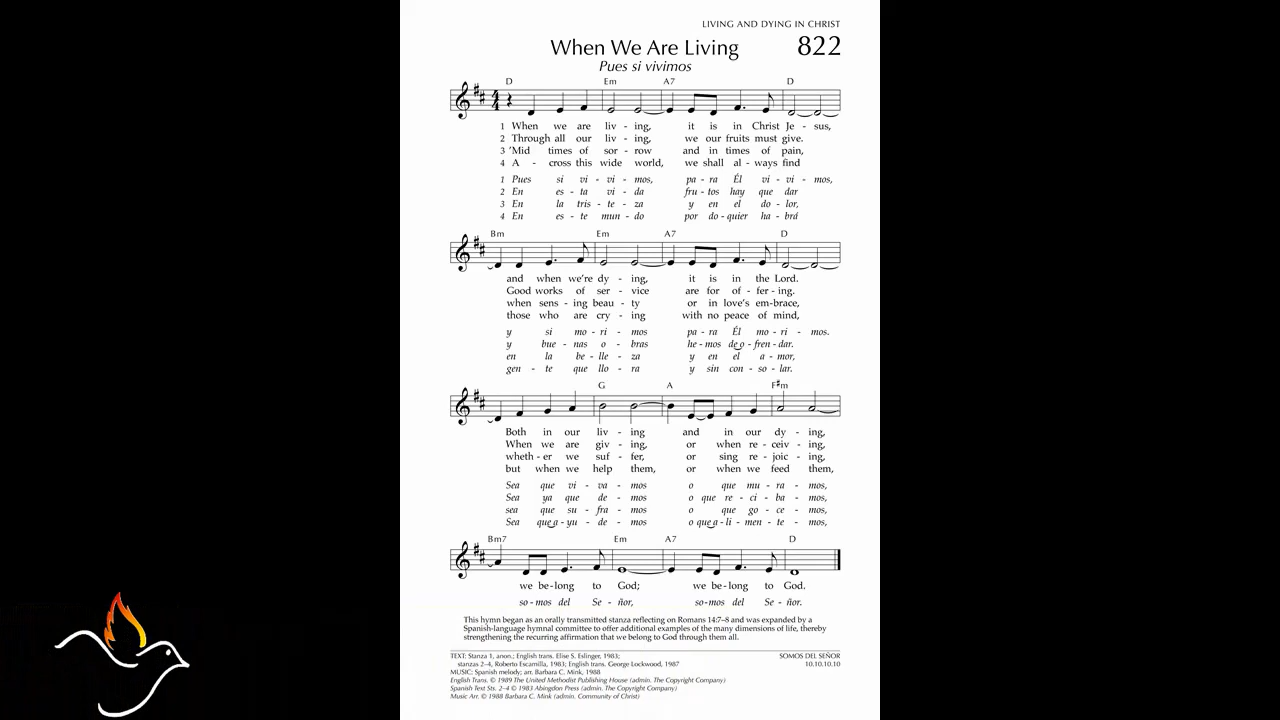 LIVING AND DYING IN CHRIST
When We Are Living 822
Pues si vivimos
D Em A7 D
1 When we are liv - ing, it is in Christ Je - sus,
2 Through all our liv - ing, we our fruits must give.
3 ’Mid times of sor - row and in times of pain,
4 A - cross this wide world, we shall al - ways find
1 Pues si vi - vi - mos, pa - ra Él vi - vi - mos,
2 En es - ta vi - da fru - tos hay que dar
3 En la tris - te - za y en el do - lor,
4 En es - te mun - do por do - quier ha - brá
Bm Em A7 D
and when we’re dy - ing, it is in the Lord.
Good works of ser - vice are for of - fer - ing.
when sens - ing beau - ty or in love’s em - brace,
those who are cry - ing with no peace of mind,
y si mo - ri - mos pa - ra Él mo - ri - mos.
y bue - nas o - bras he - mos de‿o - fren - dar.
en la be - lle - za y en el a - mor,
gen - te que llo - ra y sin con - so - lar.
G A F♯m
Both in our liv - ing and in our dy - ing,
When we are giv - ing, or when re - ceiv - ing,
wheth - er we suf - fer, or sing re - joic - ing,
but when we help them, or when we feed them,
Sea que vi - va - mos o que mu - ra - mos,
Sea ya que de - mos o que re - ci - ba - mos,
sea que su - fra - mos o que go - ce - mos,
Sea que‿a - yu - de - mos o que‿a - li - men - te - mos,
Bm7 Em A7 D
we be - long to God; we be - long to God.
so - mos del Se - ñor, so - mos del Se - ñor.
This hymn began as an orally transmitted stanza reflecting on Romans 14:7–8 and was expanded by a
Spanish-language hymnal committee to offer additional examples of the many dimensions of life, thereby
strengthening the recurring affirmation that we belong to God through them all.
TEXT: Stanza 1, anon.; English trans. Elise S. Eslinger, 1983; SOMOS DEL SEÑOR
stanzas 2–4, Roberto Escamilla, 1983; English trans. George Lockwood, 1987 10.10.10.10
MUSIC: Spanish melody; arr. Barbara C. Mink, 1988
English Trans. © 1989 The United Methodist Publishing House (admin. The Copyright Company)
Spanish Text Sts. 2–4 © 1983 Abingdon Press (admin. The Copyright Company)
Music Arr. © 1988 Barbara C. Mink (admin. Community of Christ)